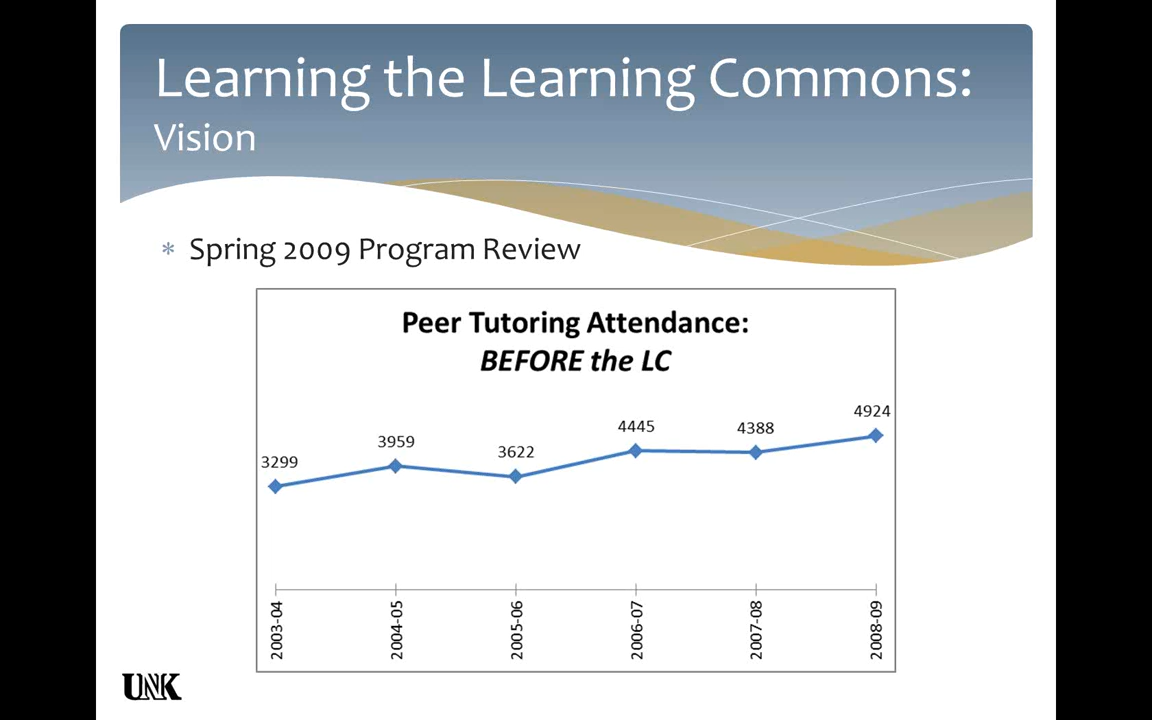 Learning the Learning Commons:
Vision
* Spring 2009 Program Review
Peer Tutoring Attendance:
BEFORE the LC
3299
3959
3622
4445
4388
4924
2003-04
2004-05
2005-06
2006-07
2007-08
2008-09
UNK